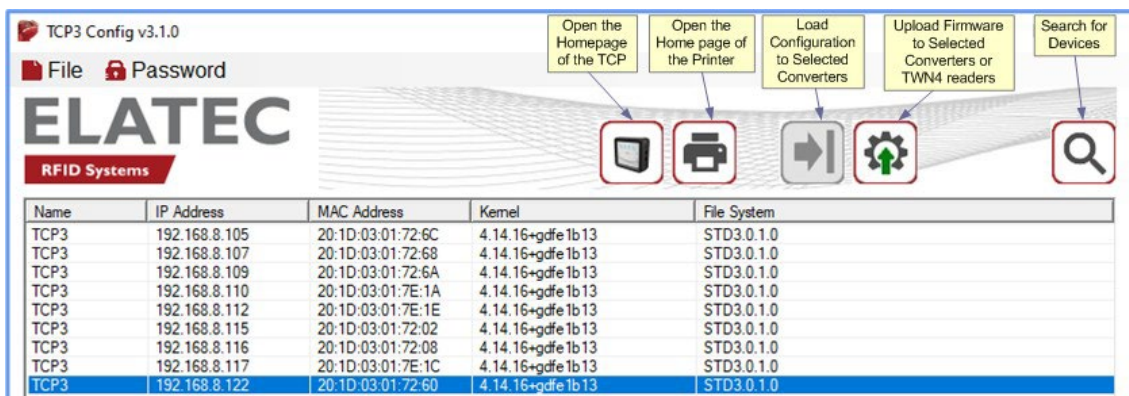 TCP3 Config v3.1.0
File Password
Open the
Homepage
of the TCP
Open the
Home page of
the Printer
Load
Configuration
to Selected
Converters
Upload Firmware
to Selected
Converters or
TWN4 readers
Search for
Devices
ELATEC
RFID Systems
Name IP Address MAC Address Kernel File System
TCP3 192.168.8.105 20:1D:03:01:72:6C 4.14.16+gdfe1b13 STD3.0.1.0
TCP3 192.168.8.107 20:1D:03:01:72:68 4.14.16+gdfe1b13 STD3.0.1.0
TCP3 192.168.8.109 20:1D:03:01:72:6A 4.14.16+gdfe1b13 STD3.0.1.0
TCP3 192.168.8.110 20:1D:03:01:7E:1A 4.14.16+gdfe1b13 STD3.0.1.0
TCP3 192.168.8.112 20:1D:03:01:7E:1E 4.14.16+gdfe1b13 STD3.0.1.0
TCP3 192.168.8.115 20:1D:03:01:72:02 4.14.16+gdfe1b13 STD3.0.1.0
TCP3 192.168.8.116 20:1D:03:01:72:08 4.14.16+gdfe1b13 STD3.0.1.0
TCP3 192.168.8.117 20:1D:03:01:7E:1C 4.14.16+gdfe1b13 STD3.0.1.0
TCP3 192.168.8.122 20:1D:03:01:72:60 4.14.16+gdfe1b13 STD3.0.1.0